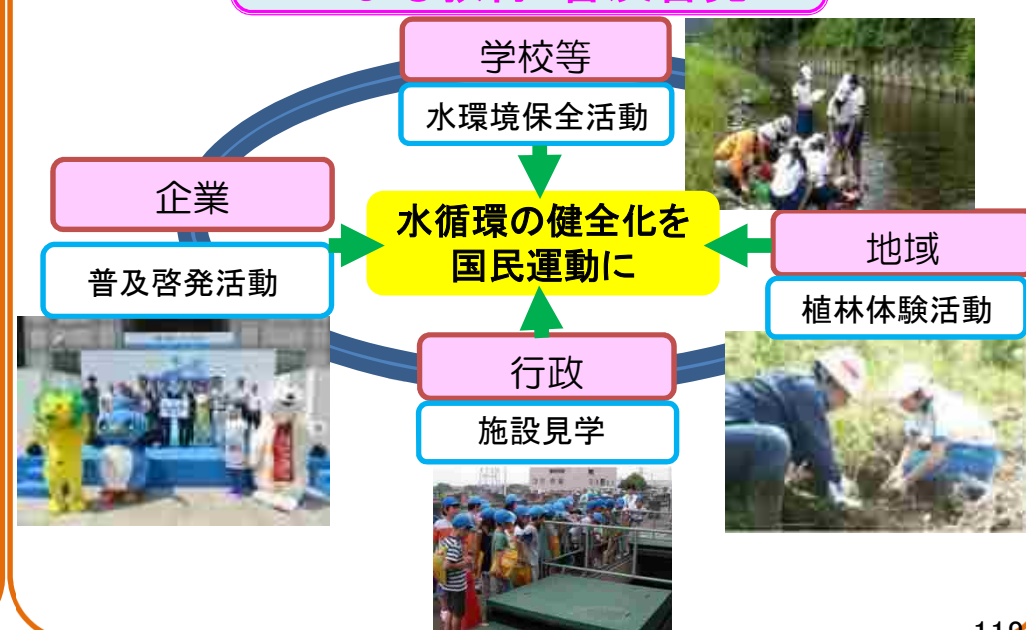 学校等
水環境保全活動
企業
普及啓発活動
水循環の健全化を
国民運動に
地域
植林体験活動
行政
施設見学